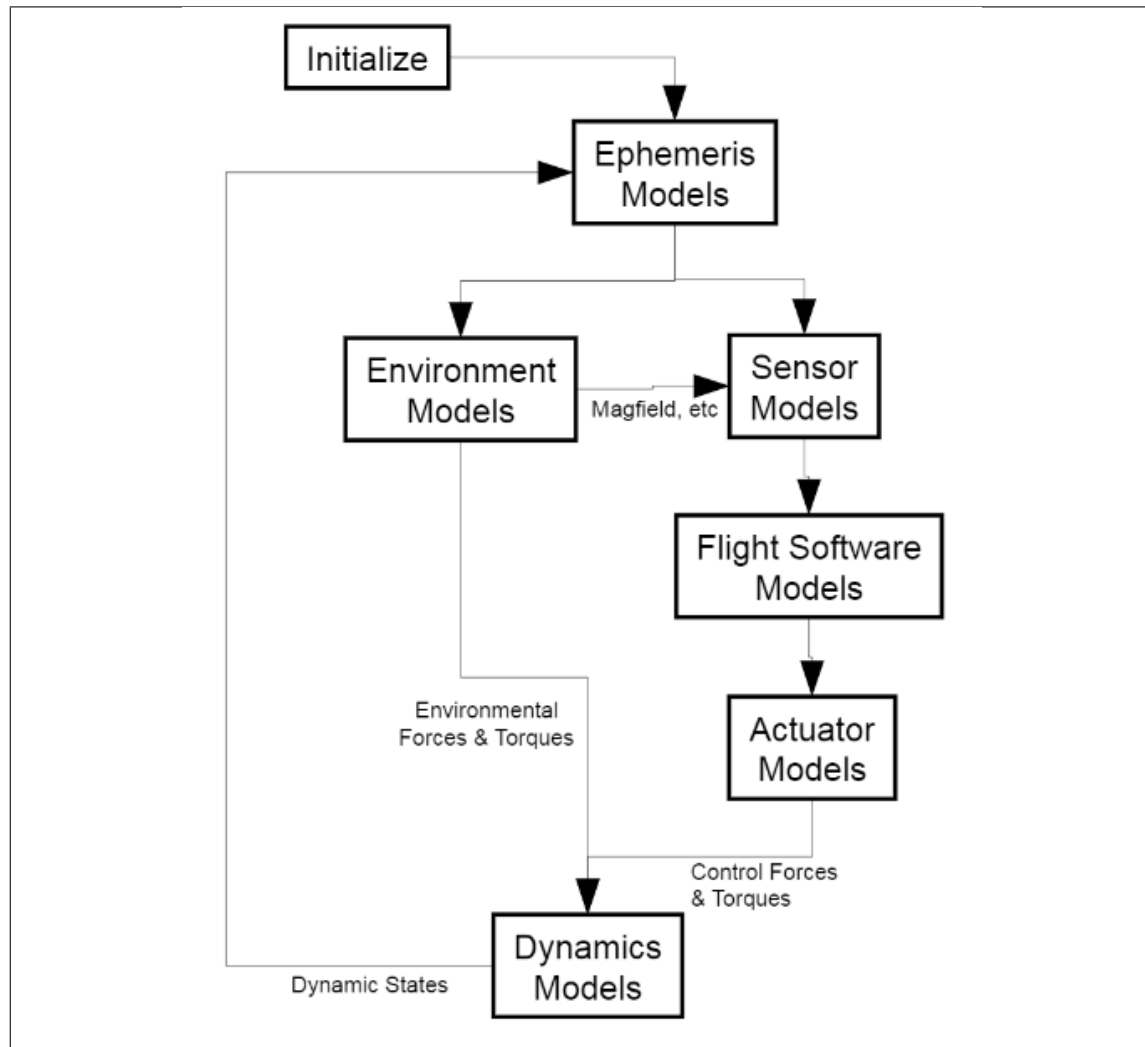 Initialize
Ephemeris
Models
Environment
Models
Magfield, etc
Sensor
Models
Flight Software
Models
Environmental
Forces & Torques
Actuator
Models
Control Forces
& Torques
Dynamics
Models
Dynamic States